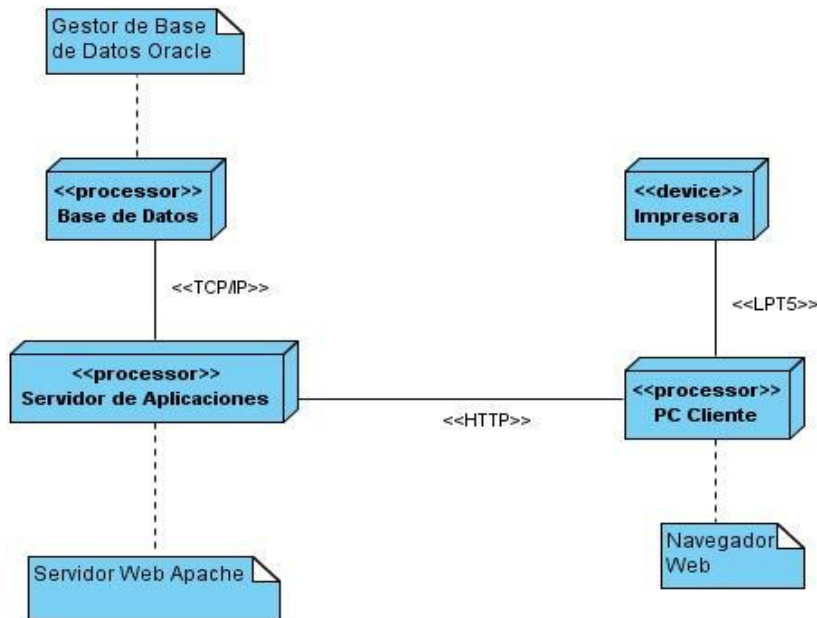 Gestor de Base
de Datos Oracle
<<processor>>
Base de Datos
<<device>>
Impresora
<<TCP/IP>>
<<LPT5>>
<<processor>>
Servidor de Aplicaciones
<<processor>>
PC Cliente
<<HTTP>>
Navegador
Web
Servidor Web Apache